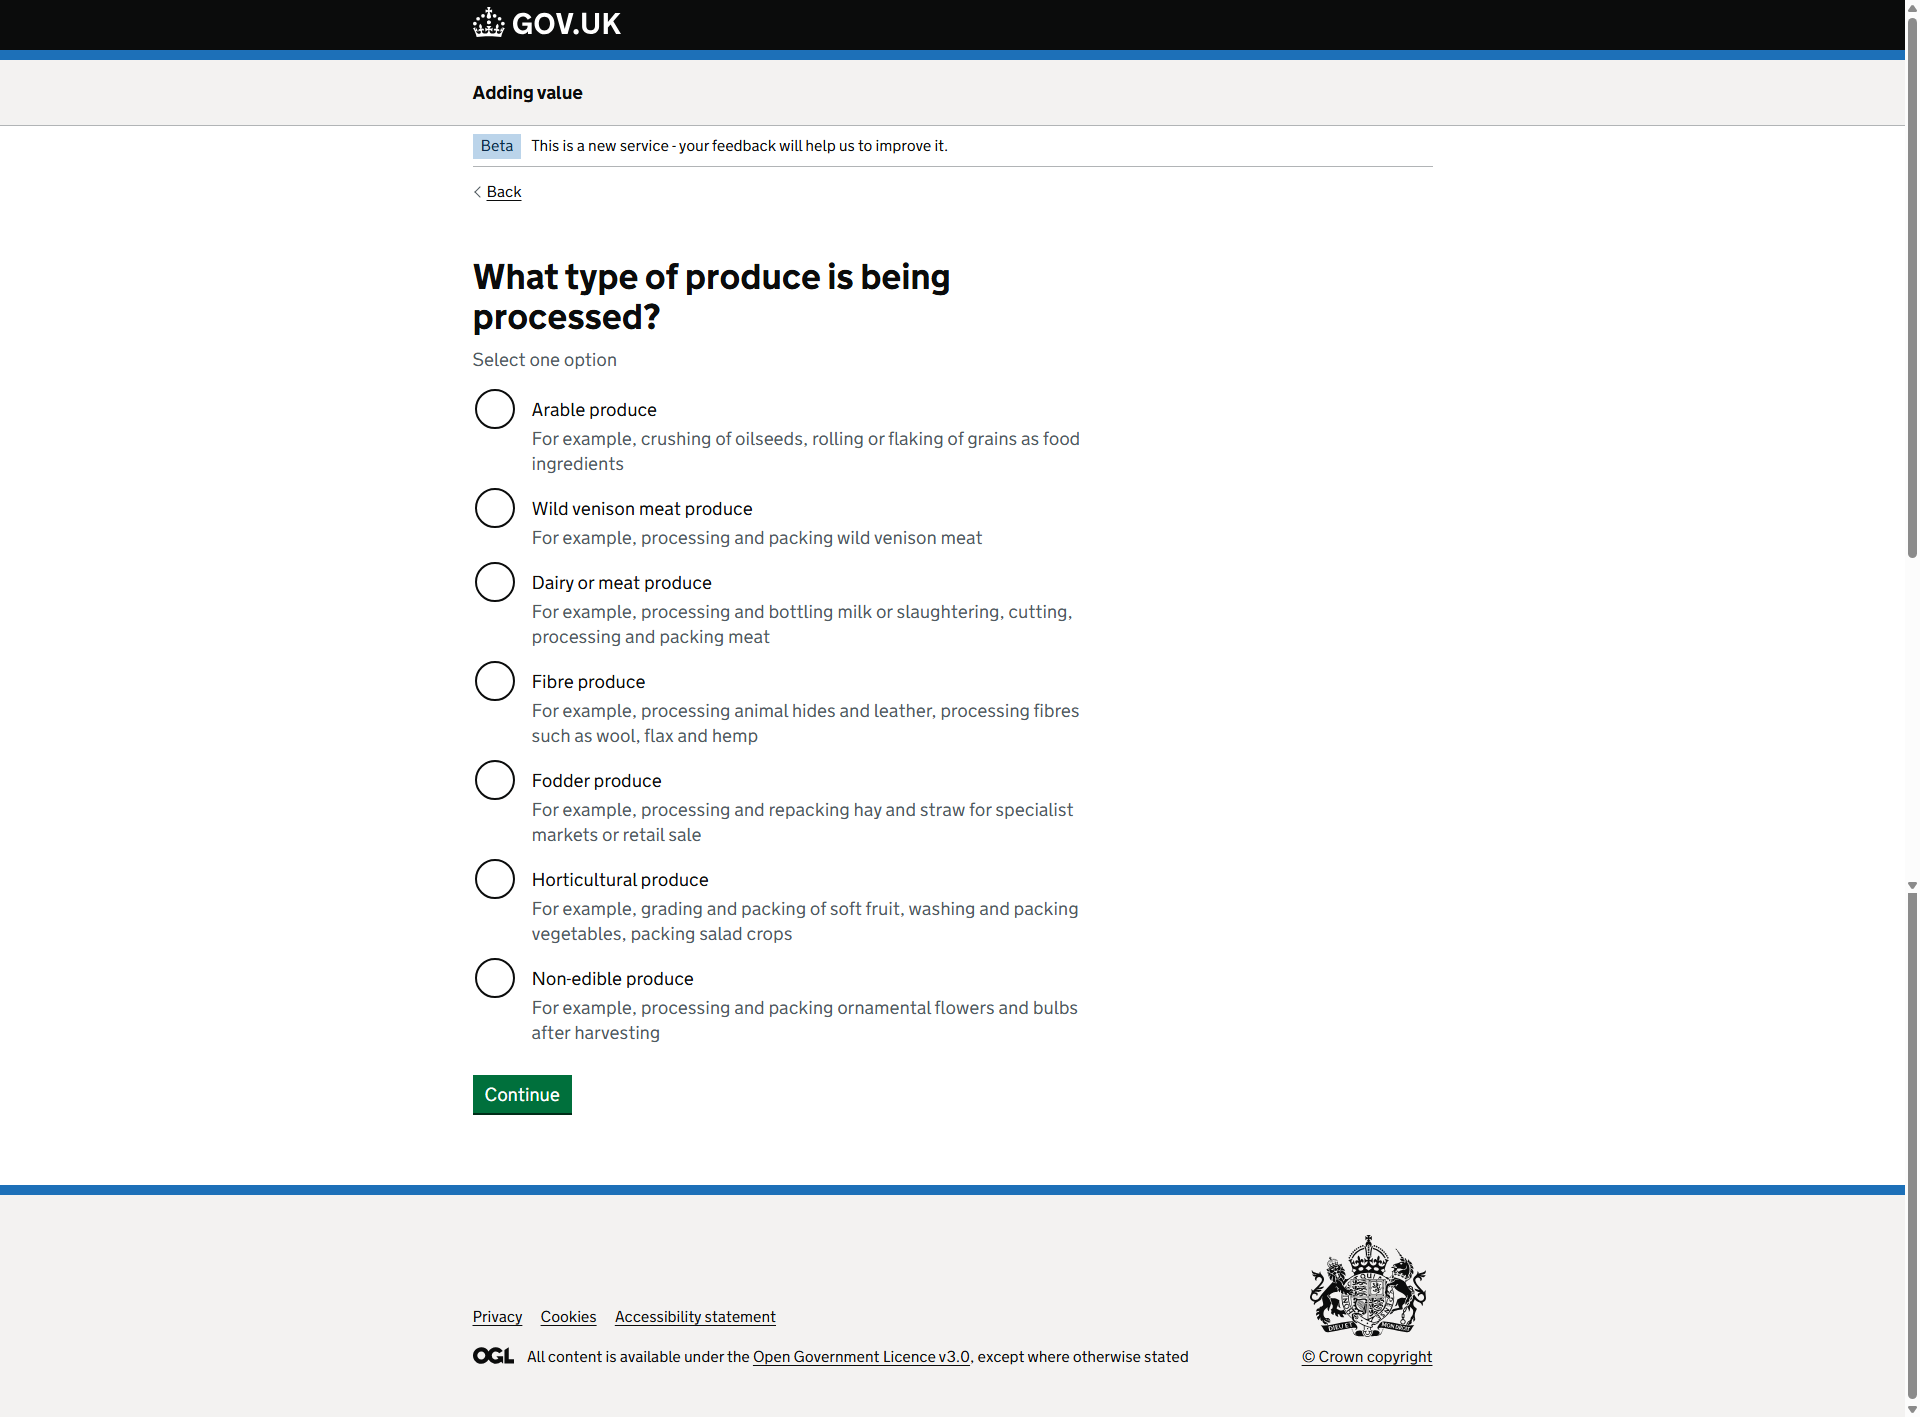 GOV.UK
Adding value
Beta This is a new service - your feedback will help us to improve it.
Back
What type of produce is being
processed?
Select one option
Arable produce
For example, crushing of oilseeds, rolling or flaking of grains as food
ingredients
Wild venison meat produce
For example, processing and packing wild venison meat
Dairy or meat produce
For example, processing and bottling milk or slaughtering, cutting,
processing and packing meat
Fibre produce
For example, processing animal hides and leather, processing fibres
such as wool, flax and hemp
Fodder produce
For example, processing and repacking hay and straw for specialist
markets or retail sale
Horticultural produce
For example, grading and packing of soft fruit, washing and packing
vegetables, packing salad crops
Non-edible produce
For example, processing and packing ornamental flowers and bulbs
after harvesting
Continue
Privacy Cookies Accessibility statement
OGL All content is available under the Open Government Licence v3.0, except where otherwise stated
© Crown copyright